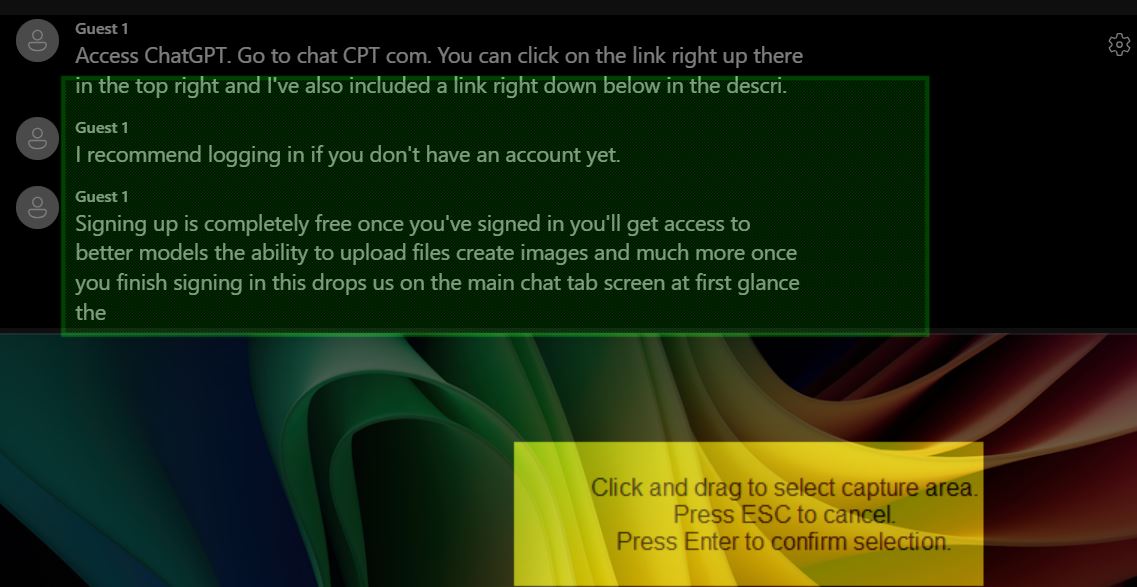 Guest 1
Access ChatGPT. Go to chat CPT com. You can click on the link right up there
in the top right and I've also included a link right down below in the descri.
Guest 1
I recommend logging in if you don't have an account yet.
Guest 1
Signing up is completely free once you've signed in you'll get access to
better models the ability to upload files create images and much more once
you finish signing in this drops us on the main chat tab screen at first glance
the
Click and drag to select capture area.
Press ESC to cancel.
Press Enter to confirm selection.